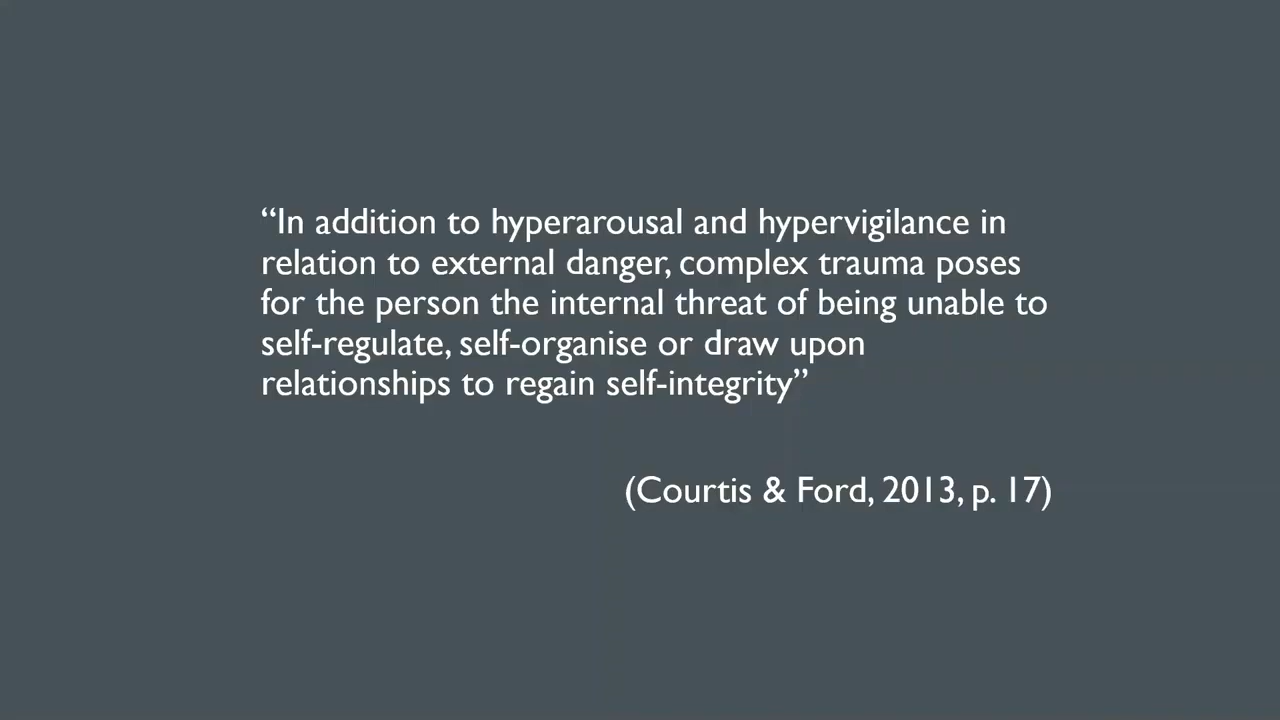 “In addition to hyperarousal and hypervigilance in
relation to external danger, complex trauma poses
for the person the internal threat of being unable to
self-regulate, self-organise or draw upon
relationships to regain self-integrity”
(Courtis & Ford, 2013, p. 17)